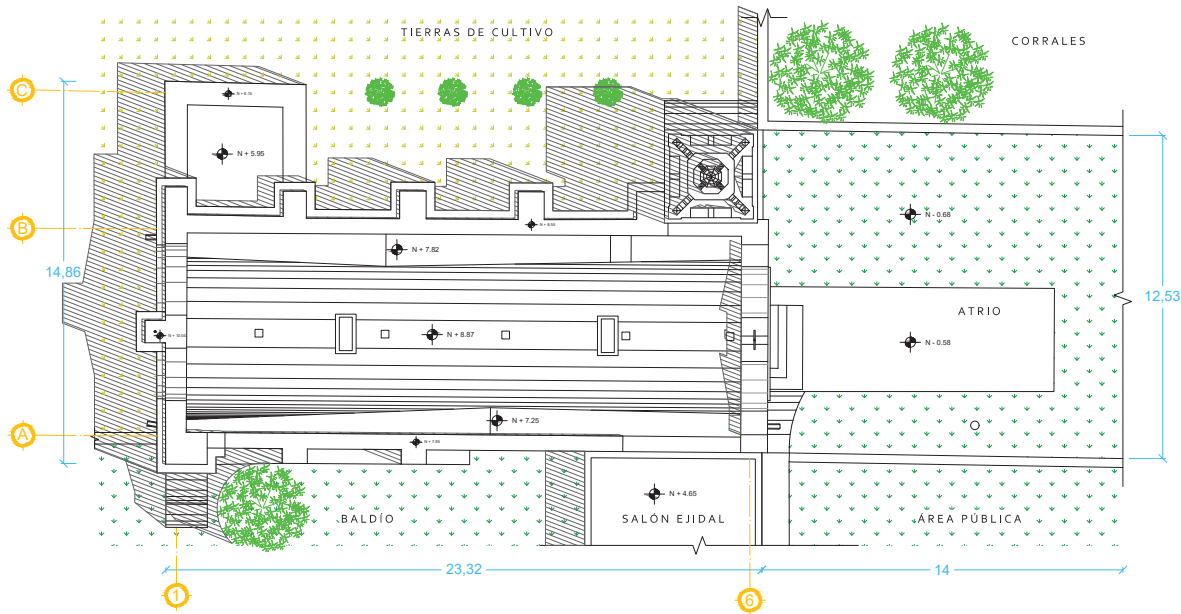 TIERRAS DE CULTIVO
CORRALES
C
N + 5.95
B
N - 0.68
N + 7.82
14,86
12,53
ATRIO
N + 8.87
N - 0.58
N + 7.25
A
N + 4.65
BALDÍO
SALÓN EJIDAL
ÁREA PÚBLICA
23,32
14
1
6